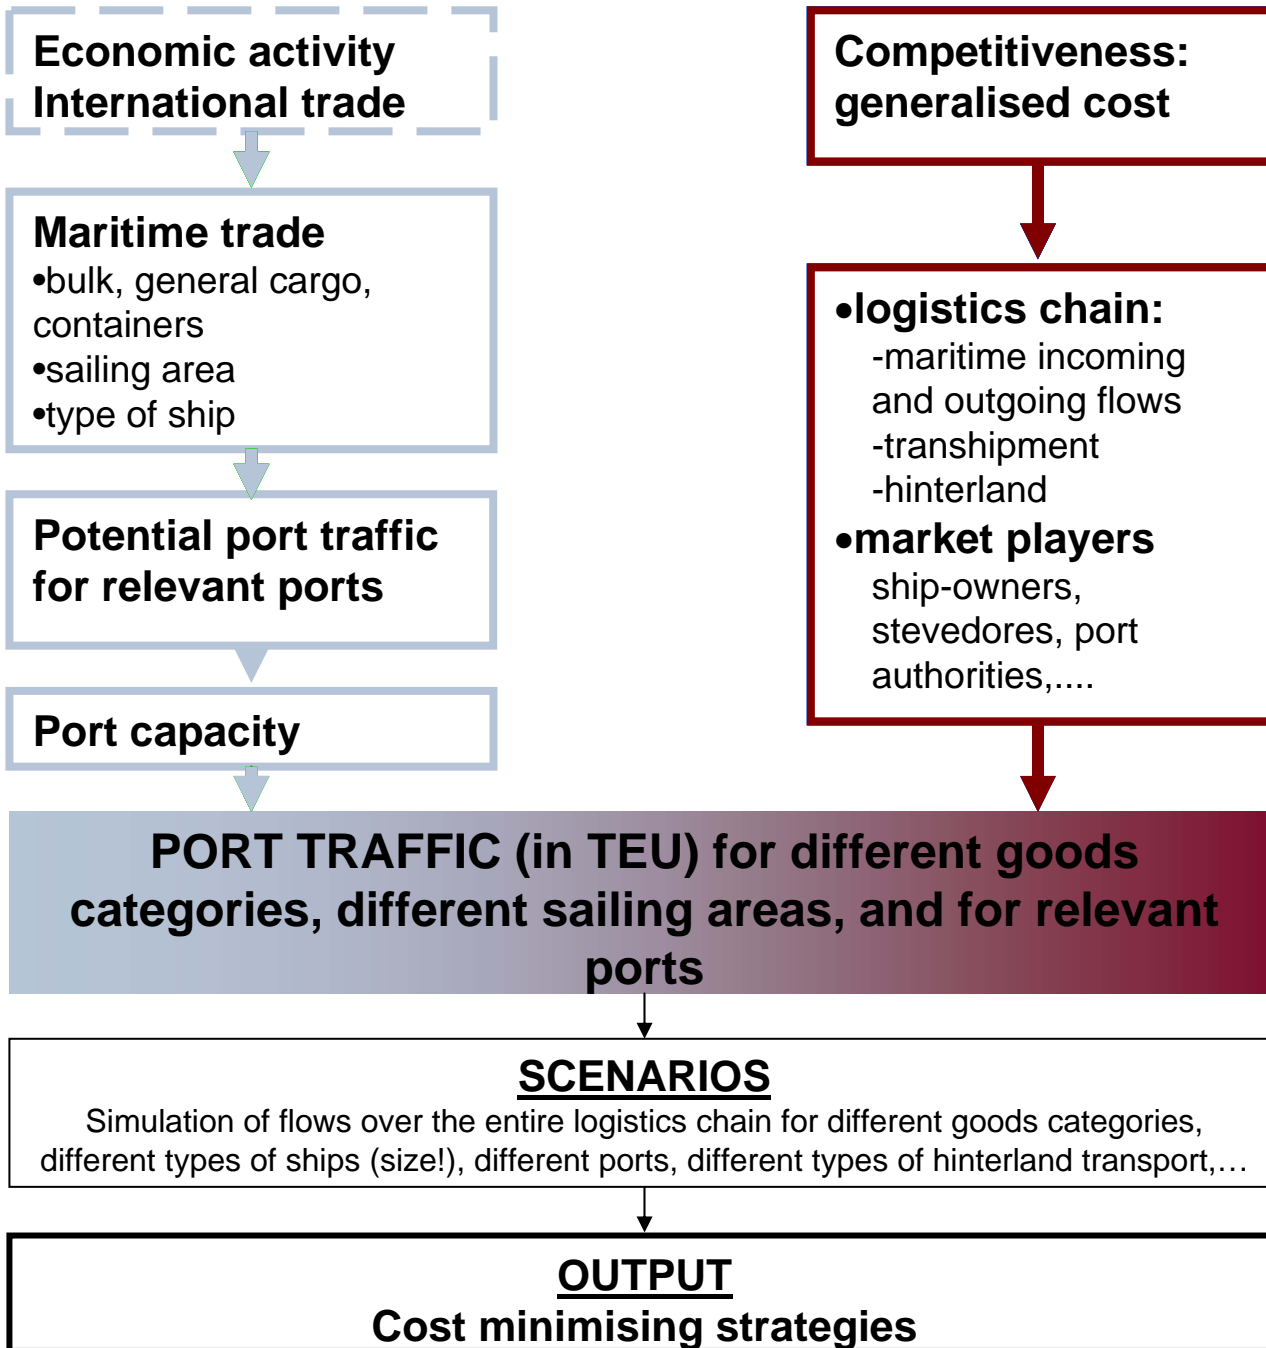 Economic activity
International trade
Maritime trade
•bulk, general cargo,
containers
•sailing area
•type of ship
Potential port traffic
for relevant ports
Port capacity
Competitiveness:
generalised cost
•logistics chain:
-maritime incoming
and outgoing flows
-transhipment
-hinterland
•market players
ship-owners,
stevedores, port
authorities,....
PORT TRAFFIC (in TEU) for different goods
categories, different sailing areas, and for relevant
ports
SCENARIOS
Simulation of flows over the entire logistics chain for different goods categories,
different types of ships (size!), different ports, different types of hinterland transport,…
OUTPUT
Cost minimising strategies